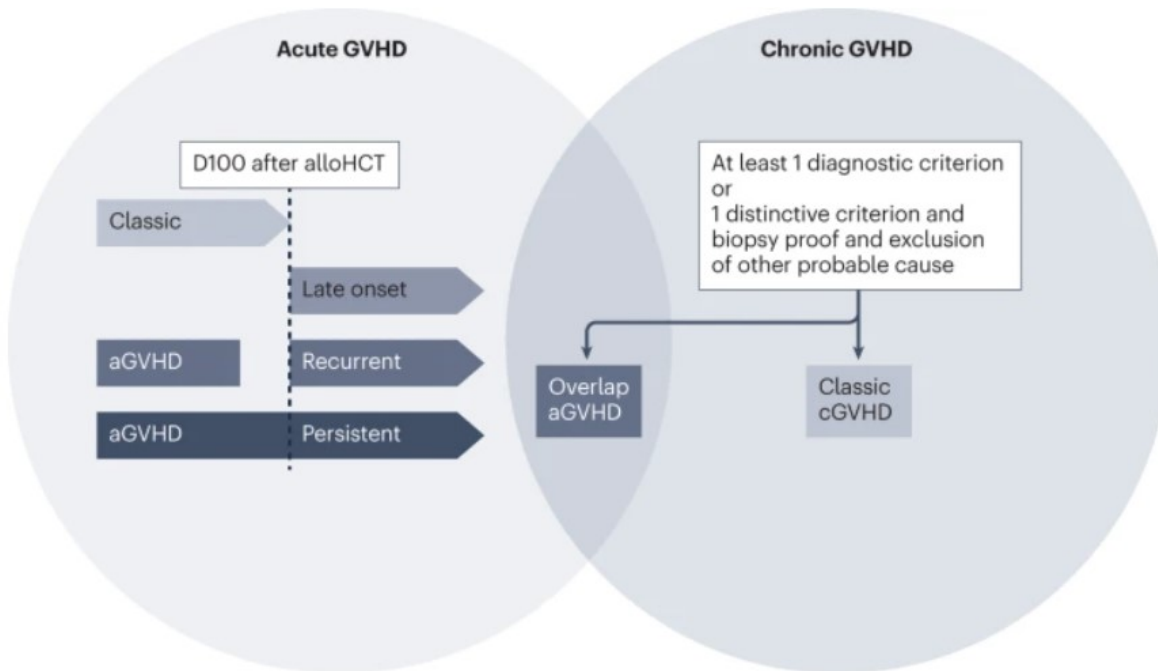 Acute GVHD
Chronic GVHD
D100 after alloHCT
Classic
Late onset
aGVHD
Recurrent
aGVHD
Persistent
At least 1 diagnostic criterion
or
1 distinctive criterion and
biopsy proof and exclusion
of other probable cause
Overlap
aGVHD
Classic
cGVHD